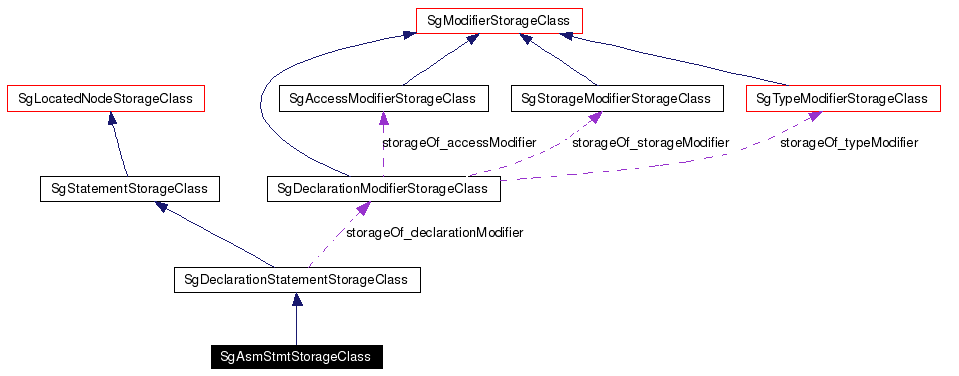 SgModifierStorageClass
SgLocatedNodeStorageClass
SgAccessModifierStorageClass
SgStorageModifierStorageClass
SgTypeModifierStorageClass
storageOf_accessModifier
storageOf_storageModifier
storageOf_typeModifier
SgStatementStorageClass
SgDeclarationModifierStorageClass
storageOf_declarationModifier
SgDeclarationStatementStorageClass
SgAsmStmtStorageClass